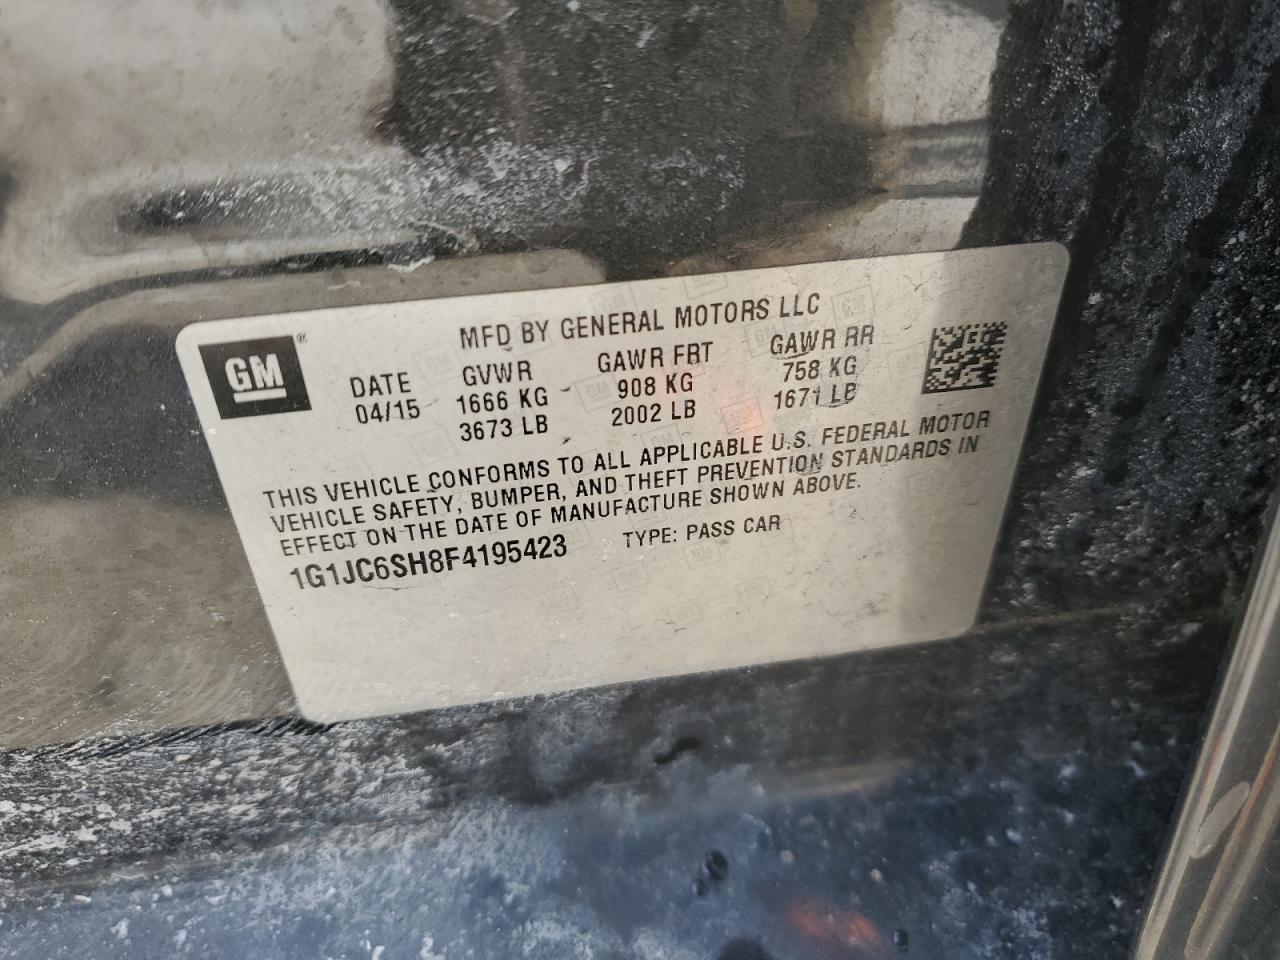 MFD BY GENERAL MOTORS LLC
GM®
DATE GVWR GAWR FRT GAWR RR
04/15 1666 KG 908 KG 758 KG
3673 LB 2002 LB 1671 LB
THIS VEHICLE CONFORMS TO ALL APPLICABLE U.S. FEDERAL MOTOR
VEHICLE SAFETY, BUMPER, AND THEFT PREVENTION STANDARDS IN
EFFECT ON THE DATE OF MANUFACTURE SHOWN ABOVE.
1G1JC6SH8F4195423 TYPE: PASS CAR